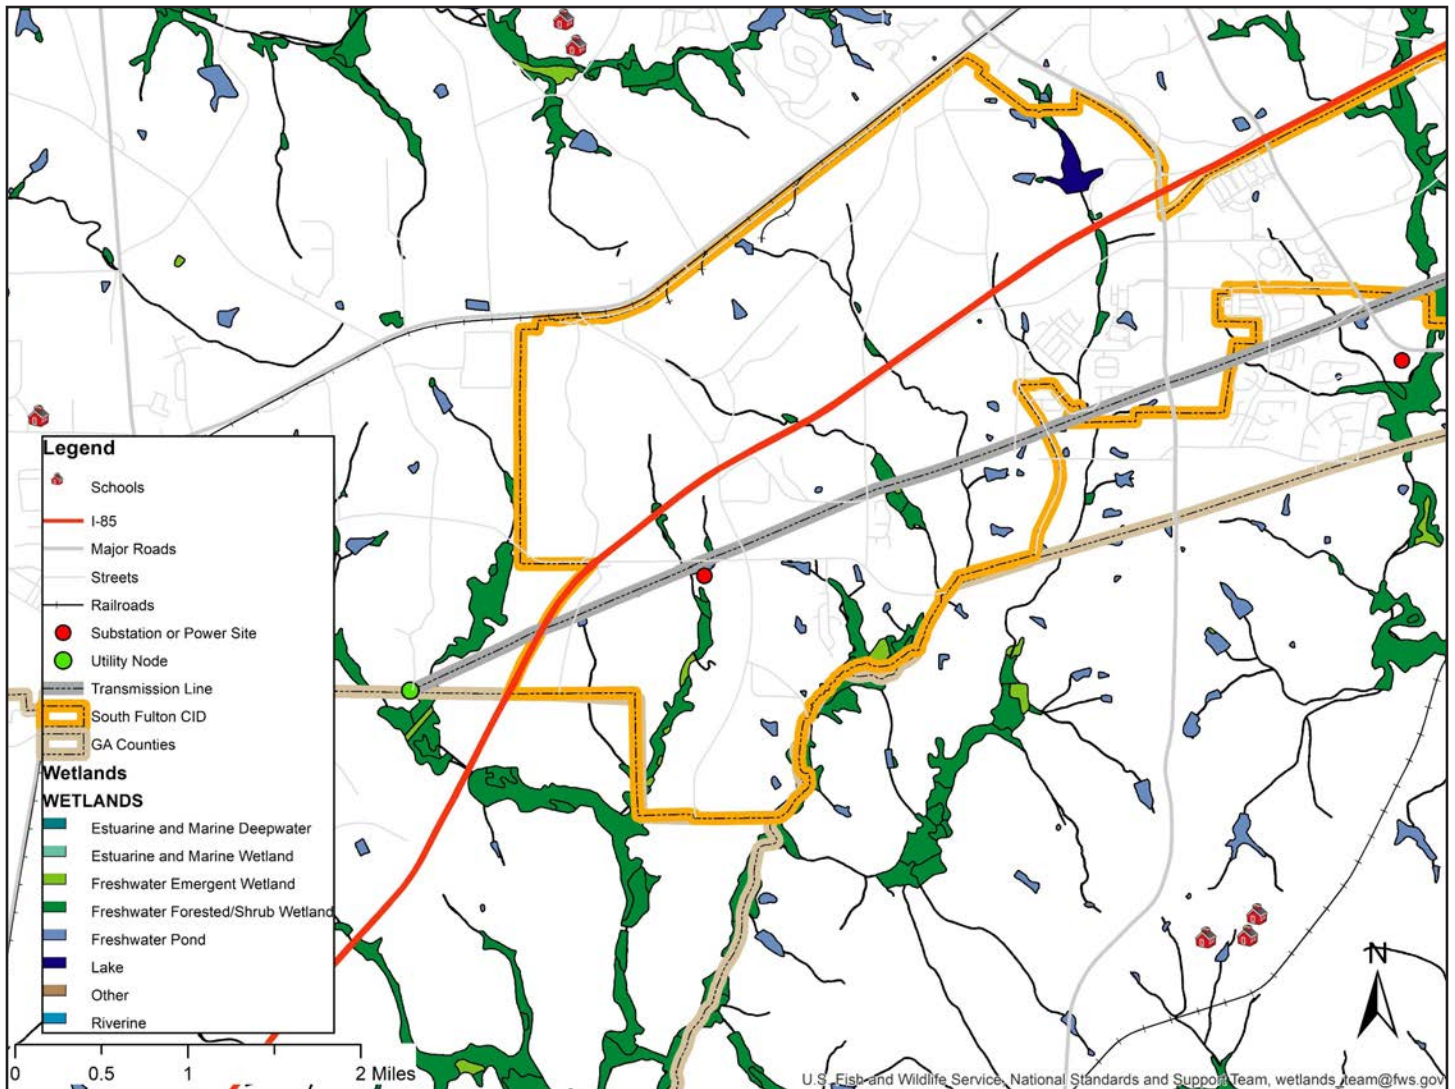 Legend
Schools
I-85
Major Roads
Streets
Railroads
Substation or Power Site
Utility Node
Transmission Line
South Fulton CID
GA Counties
Wetlands
WETLANDS
Estuarine and Marine Deepwater
Estuarine and Marine Wetland
Freshwater Emergent Wetland
Freshwater Forested/Shrub Wetland
Freshwater Pond
Lake
Other
Riverine
N
0 0.5 1 2 Miles
U.S. Fish and Wildlife Service, National Standards and Support Team, wetlands_team@fws.gov